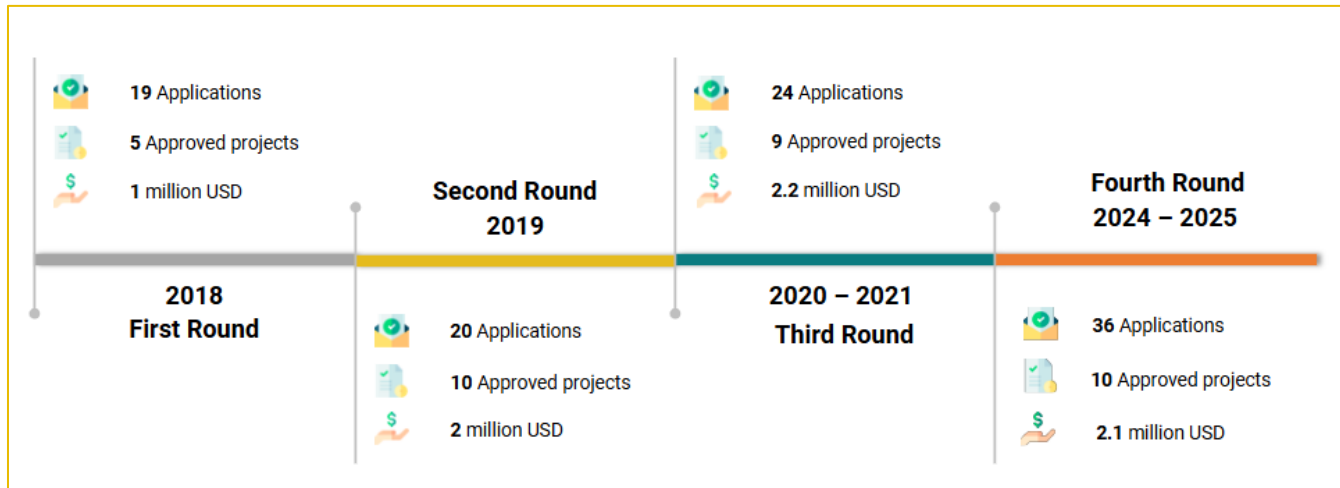 19 Applications
5 Approved projects
1 million USD
2018
First Round
Second Round
2019
20 Applications
10 Approved projects
2 million USD
24 Applications
9 Approved projects
2.2 million USD
2020 – 2021
Third Round
Fourth Round
2024 – 2025
36 Applications
10 Approved projects
2.1 million USD